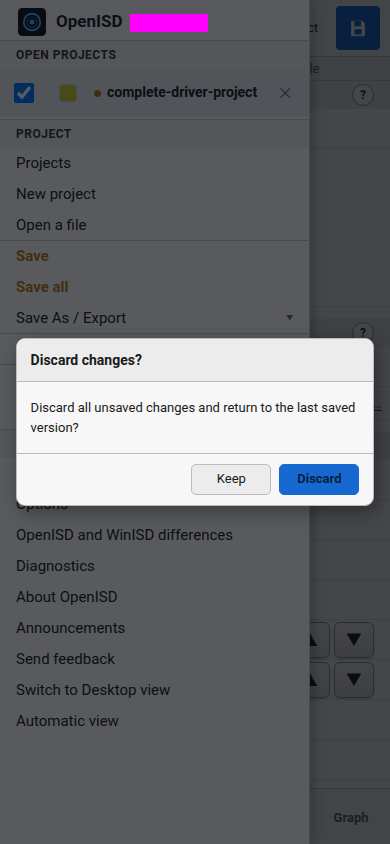 OpenISD
ct
OPEN PROJECTS
le
complete-driver-project
?
PROJECT
Projects
New project
Open a file
Save
Save all
Save As / Export
?
Discard changes?
Discard all unsaved changes and return to the last saved
version?
Keep
Discard
Options
OpenISD and WinISD differences
Diagnostics
About OpenISD
Announcements
Send feedback
Switch to Desktop view
Automatic view
Graph